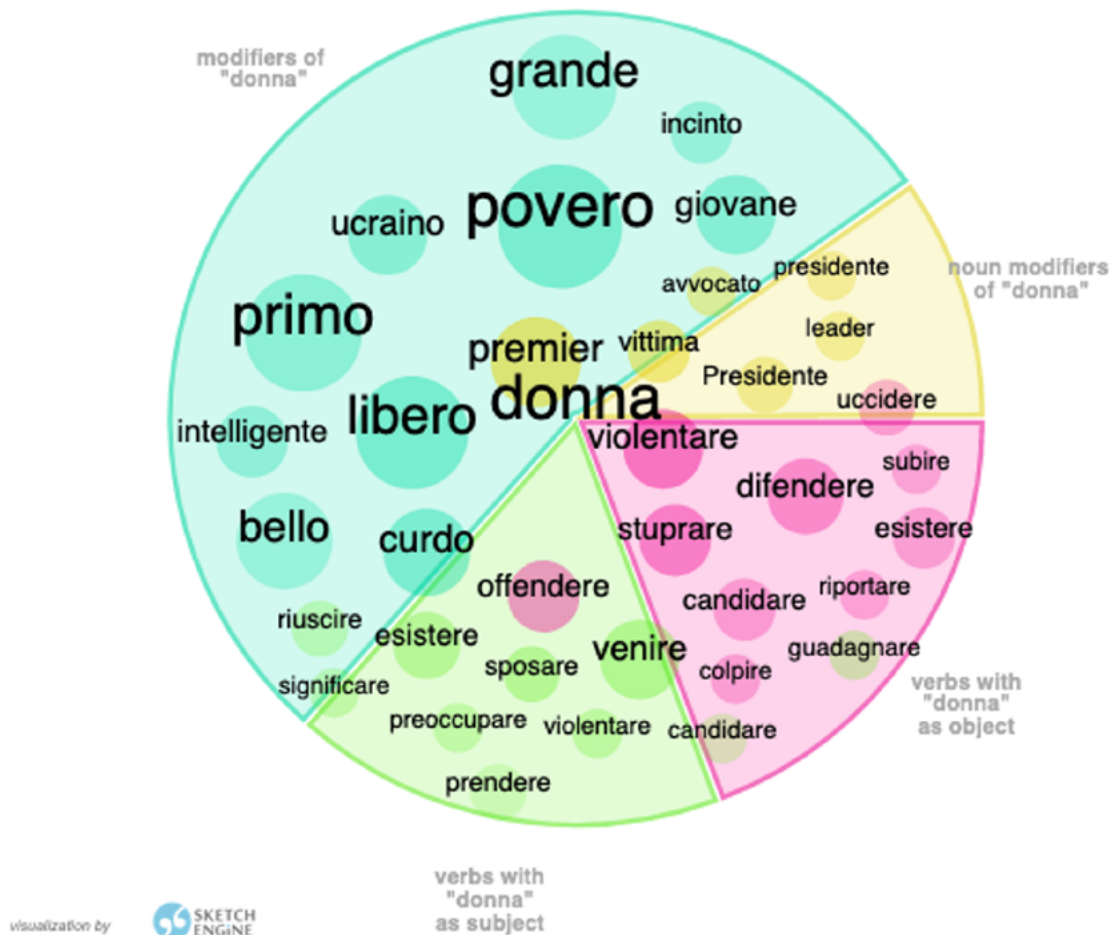 modifiers of
"donna"
grande
incinto
povero
giovane
ucraino
avvocato
presidente
noun modifiers
of "donna"
primo
premier
vittima
leader
Presidente
donna
uccidere
libero
intelligente
violentare
subire
difendere
bello
curdo
stuprare
esistere
offendere
candidare
riportare
riuscire
esistere
sposare
venire
guadagnare
colpire
significare
preoccupare
violentare
candidare
verbs with
"donna"
as object
prendere
verbs with
"donna"
as subject
visualization by
SKETCH
ENGINE